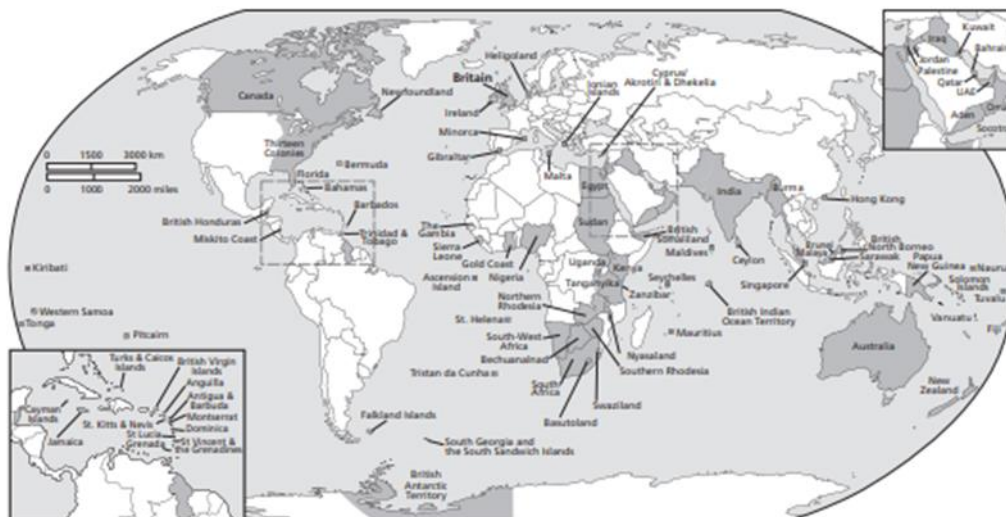 Heligoland
Britain
Cyprus/
Akrotiri & Dhekelia
Ionian
Islands
Canada
Newfoundland
Ireland
Minorca
Gibraltar
Malta
Thirteen
Colonies
0 1500 3000 km
0 1000 2000 miles
Bermuda
Florida
Bahamas
Barbados
British Honduras
Miskito Coast
Trinidad &
Tobago
The
Gambia
Sierra
Leone
Gold Coast
Nigeria
Ascension
Island
Egypt
Sudan
Uganda
Kenya
Tanganyika
Zanzibar
British
Somaliland
Maldives
Seychelles
India
Burma
Ceylon
Hong Kong
Brunei
Malaya
British
North Borneo
Sarawak
Singapore
Papua
New Guinea
Nauru
Solomon
Islands
Vanuatu
Fiji
Kiribati
Western Samoa
Tonga
Pitcairn
St. Helena
Northern
Rhodesia
South-West
Africa
Bechuanalnad
Tristan da Cunha
South
Africa
Basutoland
Swaziland
Southern Rhodesia
Nyasaland
Mauritius
British Indian
Ocean Territory
Australia
New
Zealand
Falkland Islands
South Georgia and
the South Sandwich Islands
British
Antarctic
Territory
Kuwait
Iraq
Bahrain
Jordan
Palestine
Qatar
UAE
Aden
Turks & Caicos
Islands
British Virgin
Islands
Anguilla
Antigua &
Barbuda
Montserrat
Dominica
St Vincent &
the Grenadines
Cayman
Islands
Jamaica
St. Kitts & Nevis
St Lucia
Grenada